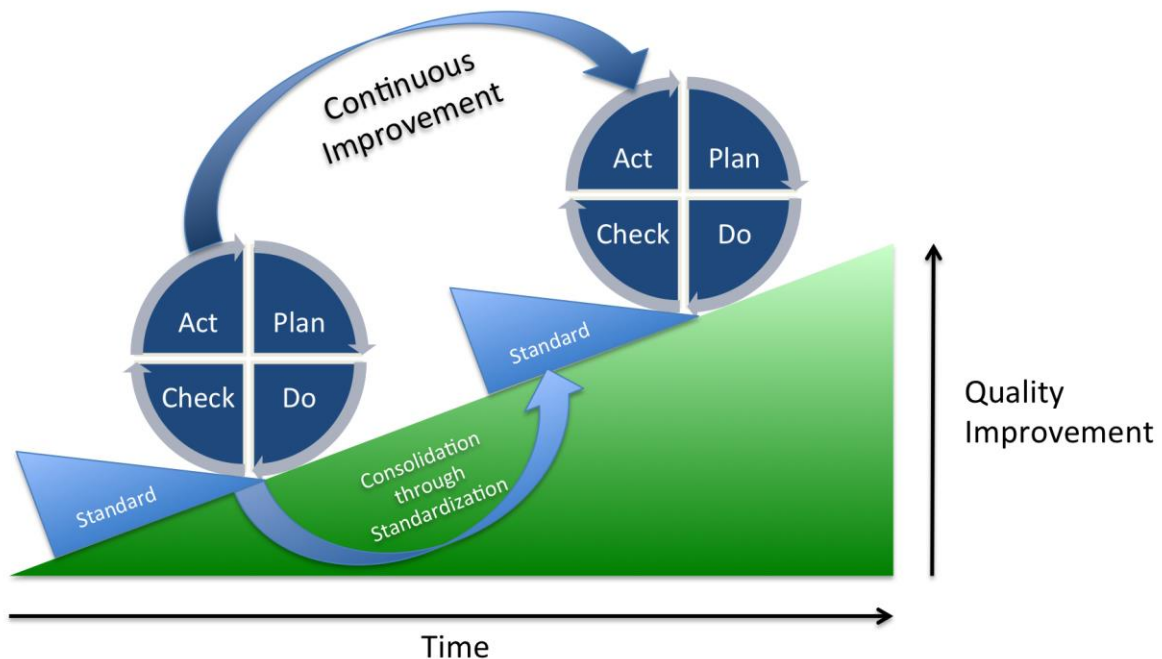 Continuous
Improvement
Act
Plan
Check
Do
Act
Plan
Check
Do
Standard
Standard
Consolidation
through
Standardization
Quality
Improvement
Time